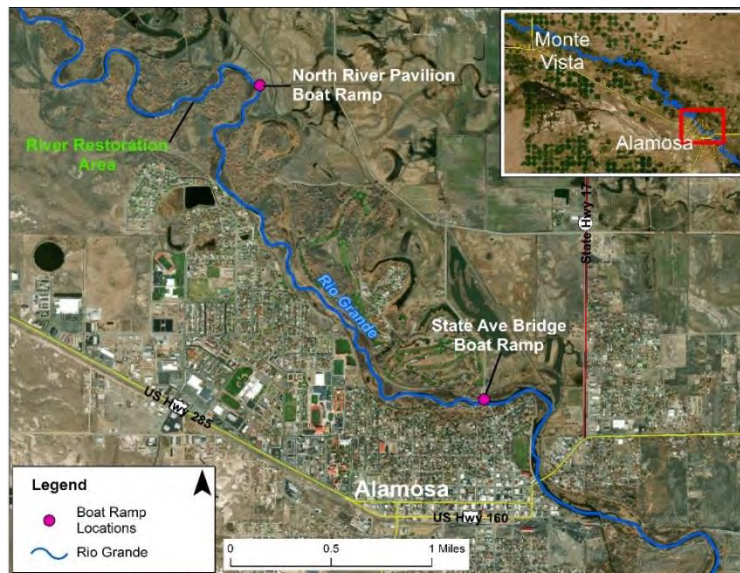 North River Pavilion
Boat Ramp
River Restoration
Area
Monte
Vista
Alamosa
State Hwy 17
Rio Grande
State Ave Bridge
Boat Ramp
US Hwy 285
Alamosa
US Hwy 160
Legend
Boat Ramp
Locations
Rio Grande
0 0.5 1 Miles